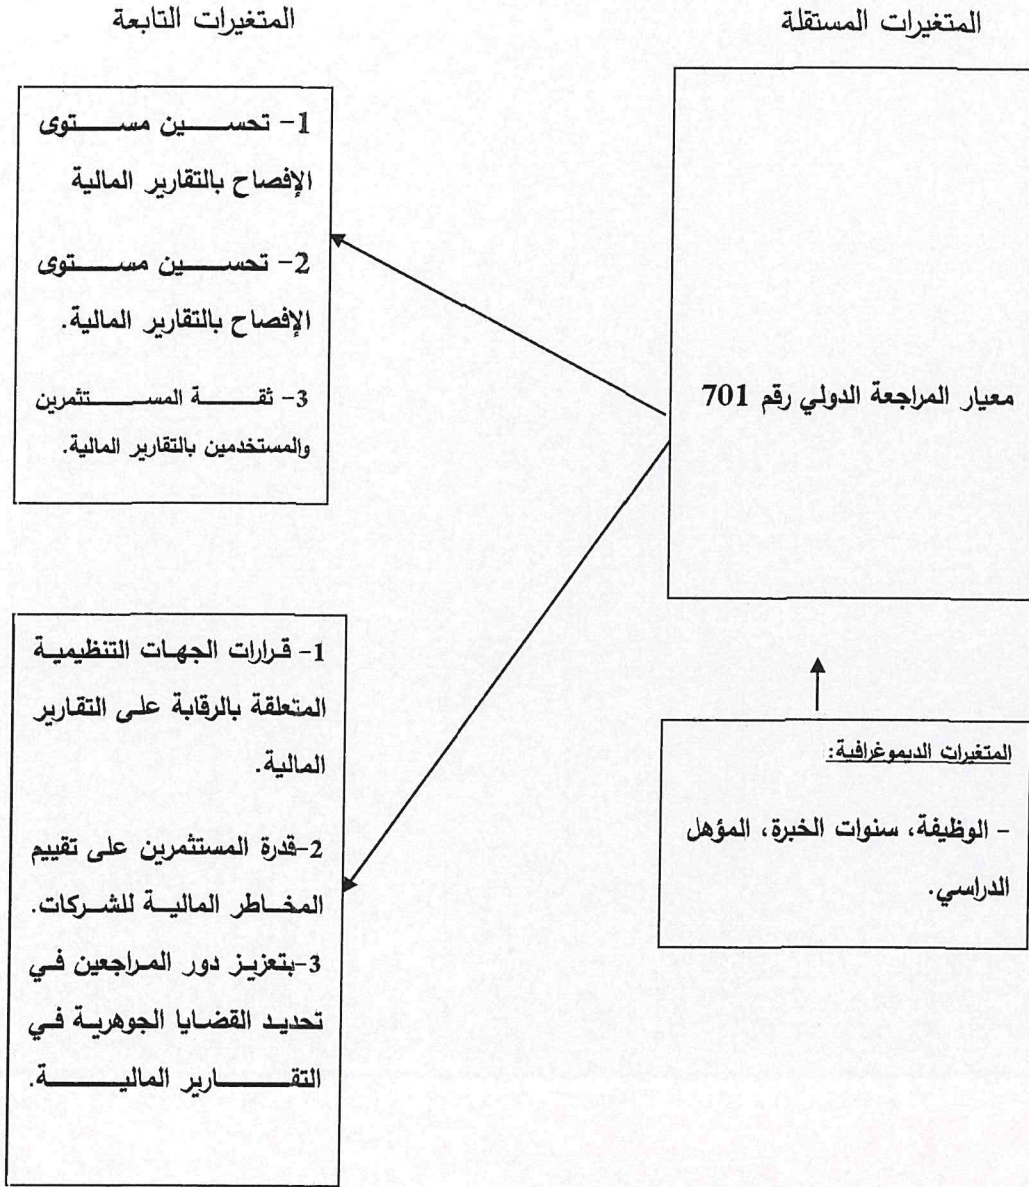 المتغيرات المستقلة
المتغيرات التابعة
معيار المراجعة الدولي رقم 701
1- تحسين مستوى
الإفصاح بالتقارير المالية
2- تحسين مستوى
الإفصاح بالتقارير المالية.
3- ثقة المستثمرين
والمستخدمين بالتقارير المالية.
المتغيرات الديموغرافية:
- الوظيفة، سنوات الخبرة، المؤهل
الدراسي.
1- قرارات الجهات التنظيمية
المتعلقة بالرقابة على التقارير
المالية.
2-قدرة المستثمرين على تقييم
المخاطر المالية للشركات.
3-بتعزيز دور المراجعين في
تحديد القضايا الجوهرية في
التقارير المالية.